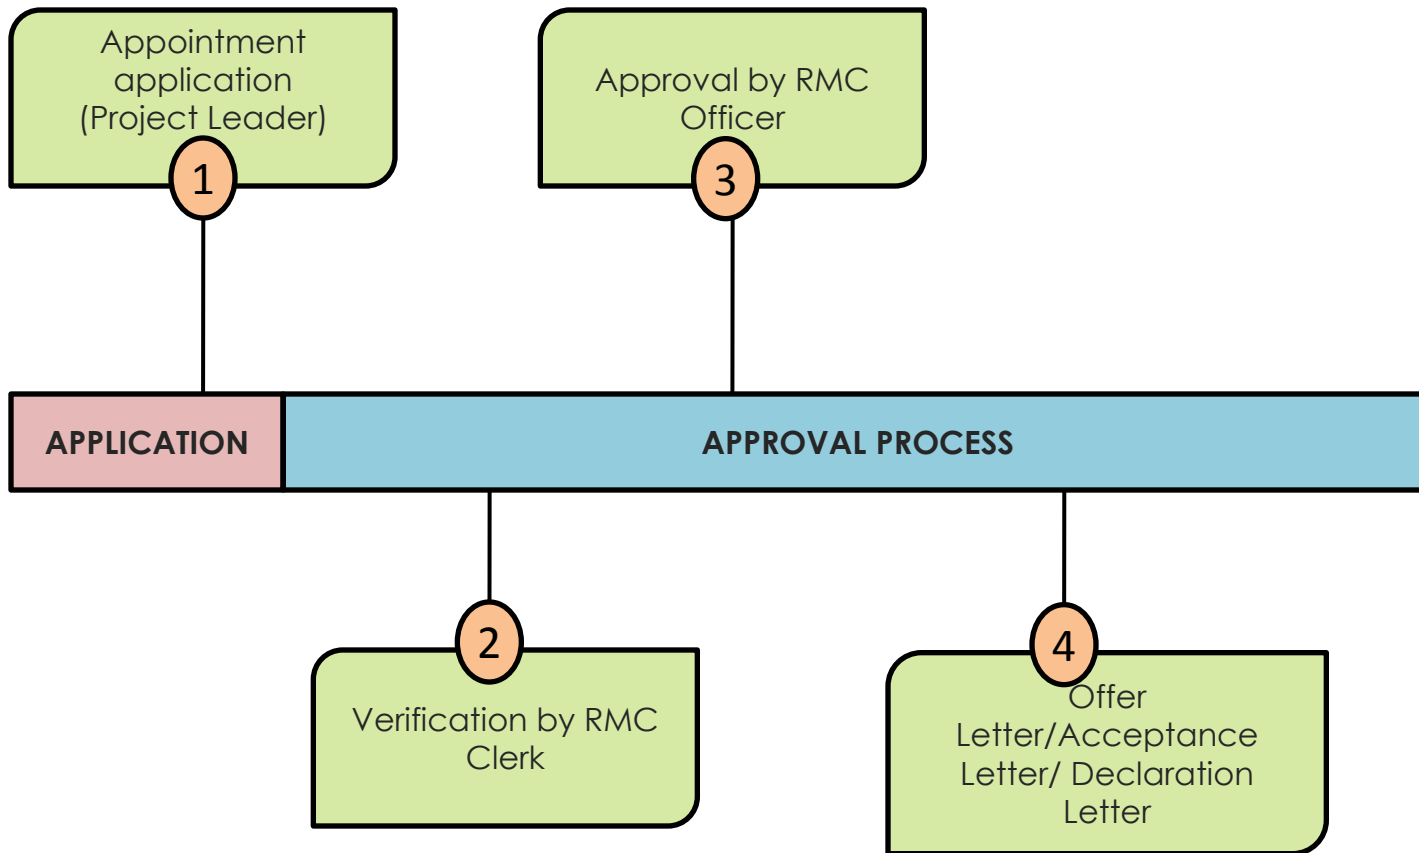 Appointment
application
(Project Leader)
1
Approval by RMC
Officer
3
APPLICATION
APPROVAL PROCESS
2
Verification by RMC
Clerk
4
Offer
Letter/Acceptance
Letter/ Declaration
Letter